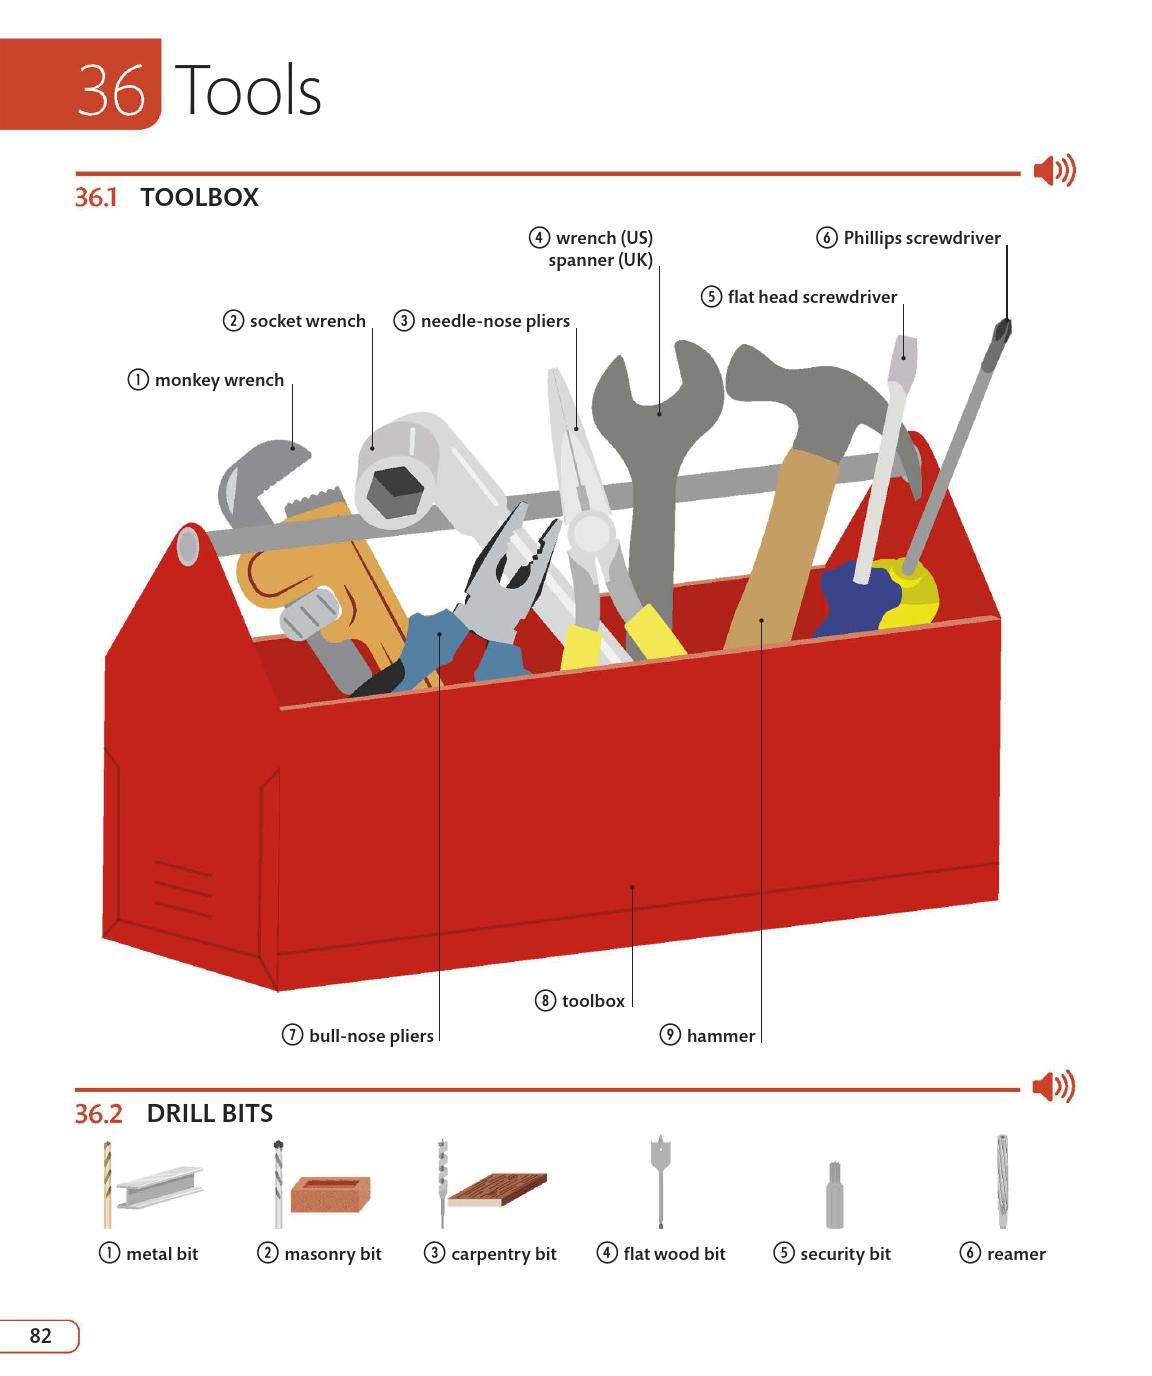 36 Tools
36.1 TOOLBOX
④ wrench (US)
spanner (UK)
⑥ Phillips screwdriver
⑤ flat head screwdriver
② socket wrench
③ needle-nose pliers
① monkey wrench
⑧ toolbox
⑦ bull-nose pliers
⑨ hammer
36.2 DRILL BITS
① metal bit
② masonry bit
③ carpentry bit
④ flat wood bit
⑤ security bit
⑥ reamer
82